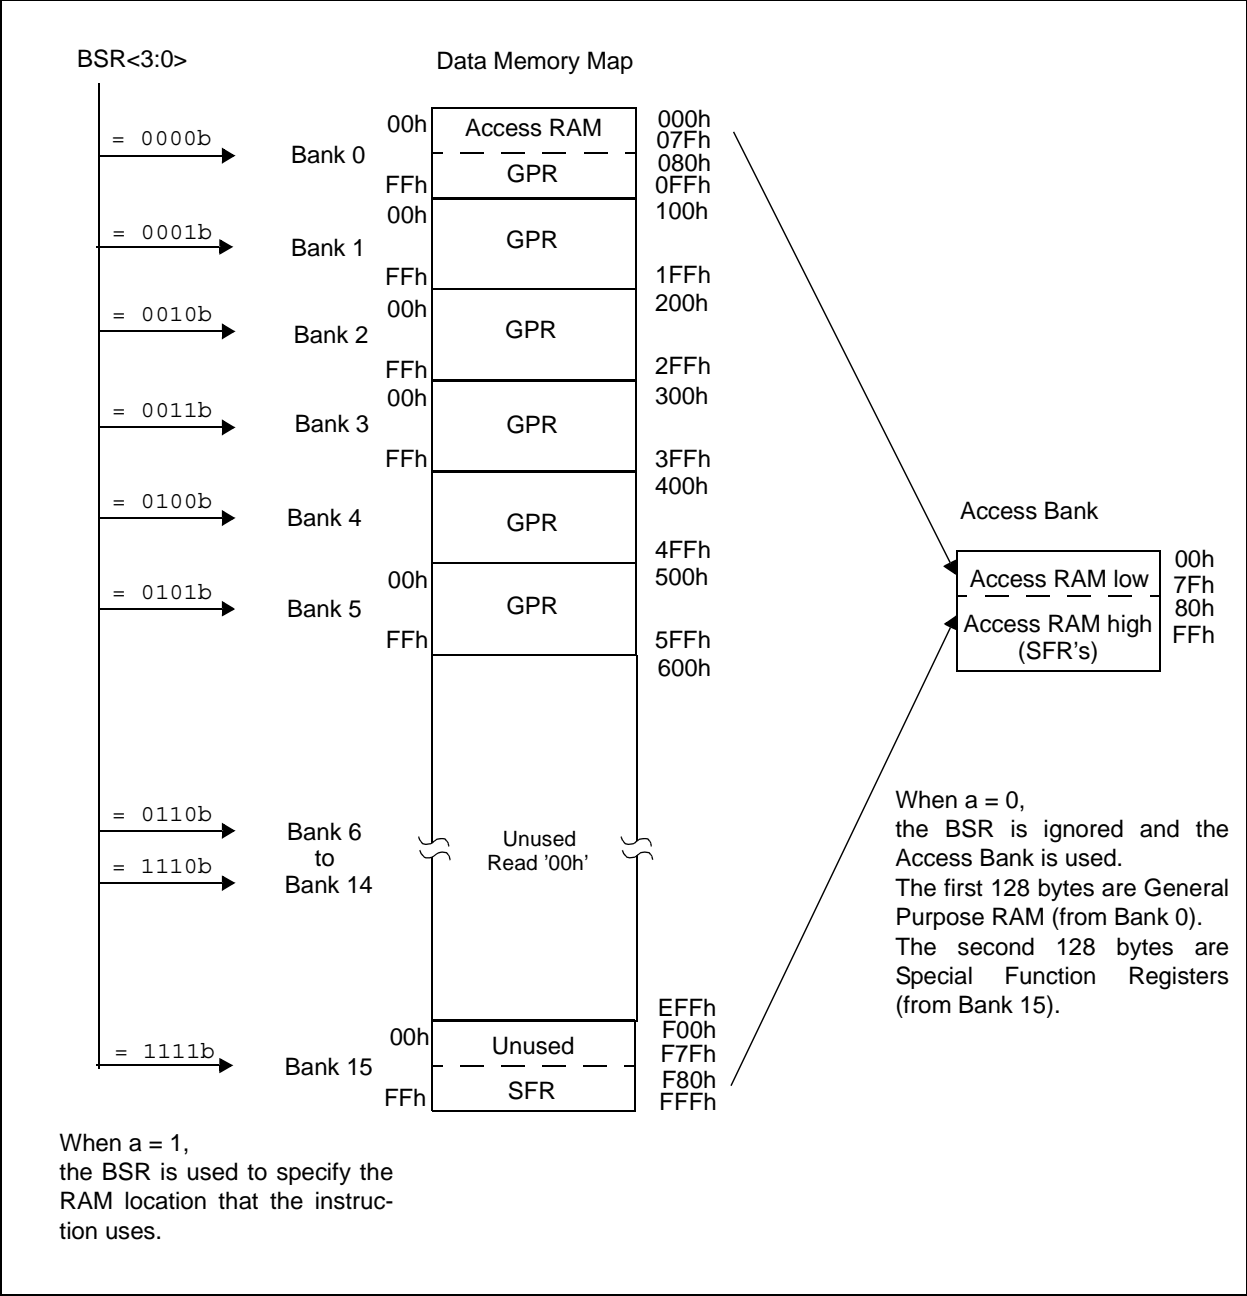 BSR<3:0>
Data Memory Map
= 0000b
Bank 0
00h
FFh
Access RAM
GPR
000h
07Fh
080h
0FFh
= 0001b
Bank 1
00h
FFh
GPR
100h
1FFh
= 0010b
Bank 2
00h
FFh
GPR
200h
2FFh
= 0011b
Bank 3
00h
FFh
GPR
300h
3FFh
= 0100b
Bank 4
GPR
400h
4FFh
= 0101b
Bank 5
00h
FFh
GPR
500h
5FFh
600h
= 0110b
= 1110b
Bank 6
to
Bank 14
Unused
Read '00h'
EFFh
= 1111b
Bank 15
00h
FFh
Unused
SFR
F00h
F7Fh
F80h
FFFh
Access Bank
Access RAM low
Access RAM high
(SFR's)
00h
7Fh
80h
FFh
When a = 0,
the BSR is ignored and the
Access Bank is used.
The first 128 bytes are General
Purpose RAM (from Bank 0).
The second 128 bytes are
Special Function Registers
(from Bank 15).
When a = 1,
the BSR is used to specify the
RAM location that the instruc-
tion uses.